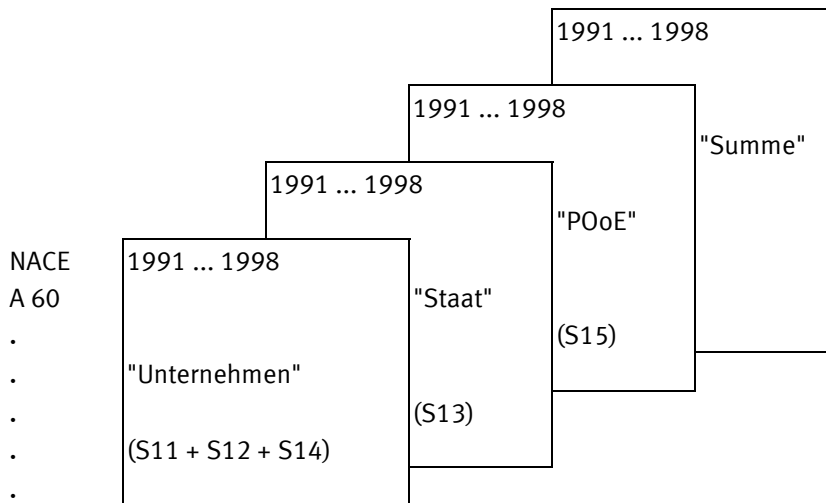 1991 ... 1998
1991 ... 1998
"Summe"
1991 ... 1998
"POoE"
NACE
1991 ... 1998
A 60
"Staat"
.
(S15)
.
"Unternehmen"
.
(S13)
.
(S11 + S12 + S14)
.